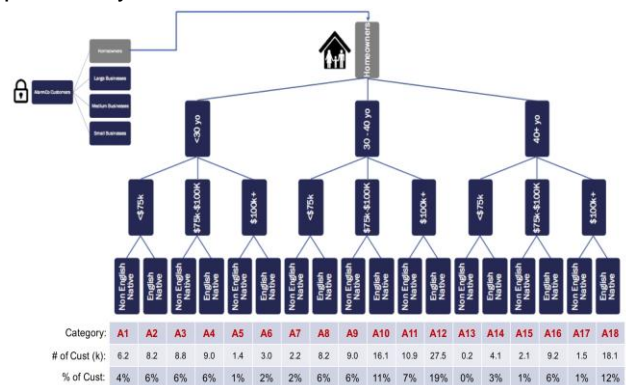 Homeowners
Large Businesses
AlarmCo Customers
Medium Businesses
Small Businesses
Homeowners
<30 yo
30 - 40 yo
40+ yo
<$75k
$75k-$100K
$100k+
<$75k
$75k-$100K
$100k+
<$75k
$75k-$100K
$100k+
Non English Native
English Native
Non English Native
English Native
Non English Native
English Native
Non English Native
English Native
Non English Native
English Native
Non English Native
English Native
Non English Native
English Native
Non English Native
English Native
Non English Native
English Native
Category: A1 A2 A3 A4 A5 A6 A7 A8 A9 A10 A11 A12 A13 A14 A15 A16 A17 A18
# of Cust (k): 6.2 8.2 8.8 9.0 1.4 3.0 2.2 8.2 9.0 16.1 10.9 27.5 0.2 4.1 2.1 9.2 1.5 18.1
% of Cust: 4% 6% 6% 6% 1% 2% 2% 6% 6% 11% 7% 19% 0% 3% 1% 6% 1% 12%